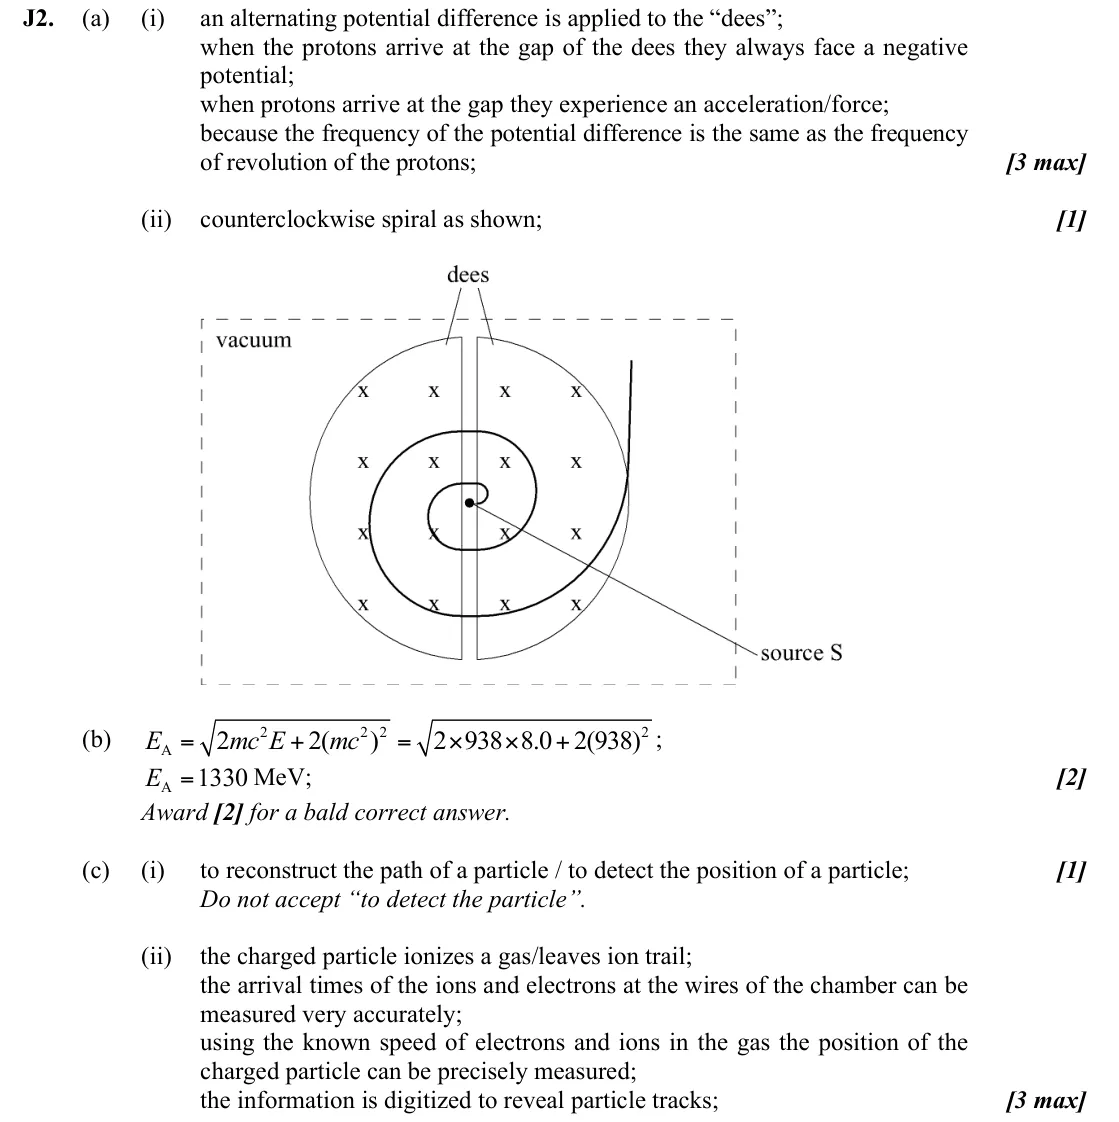 J2. (a) (i) an alternating potential difference is applied to the “dees”;
when the protons arrive at the gap of the dees they always face a negative
potential;
when protons arrive at the gap they experience an acceleration/force;
because the frequency of the potential difference is the same as the frequency
of revolution of the protons; [3 max]
(ii) counterclockwise spiral as shown; [1]
dees
vacuum
x x x x
x x x x
x x x x
x x x x
source S
(b) E_A = √(2mc²E + 2(mc²)²) = √(2×938×8.0 + 2(938)²) ;
E_A = 1330 MeV; [2]
Award [2] for a bald correct answer.
(c) (i) to reconstruct the path of a particle / to detect the position of a particle; [1]
Do not accept “to detect the particle”.
(ii) the charged particle ionizes a gas/leaves ion trail;
the arrival times of the ions and electrons at the wires of the chamber can be
measured very accurately;
using the known speed of electrons and ions in the gas the position of the
charged particle can be precisely measured;
the information is digitized to reveal particle tracks; [3 max]